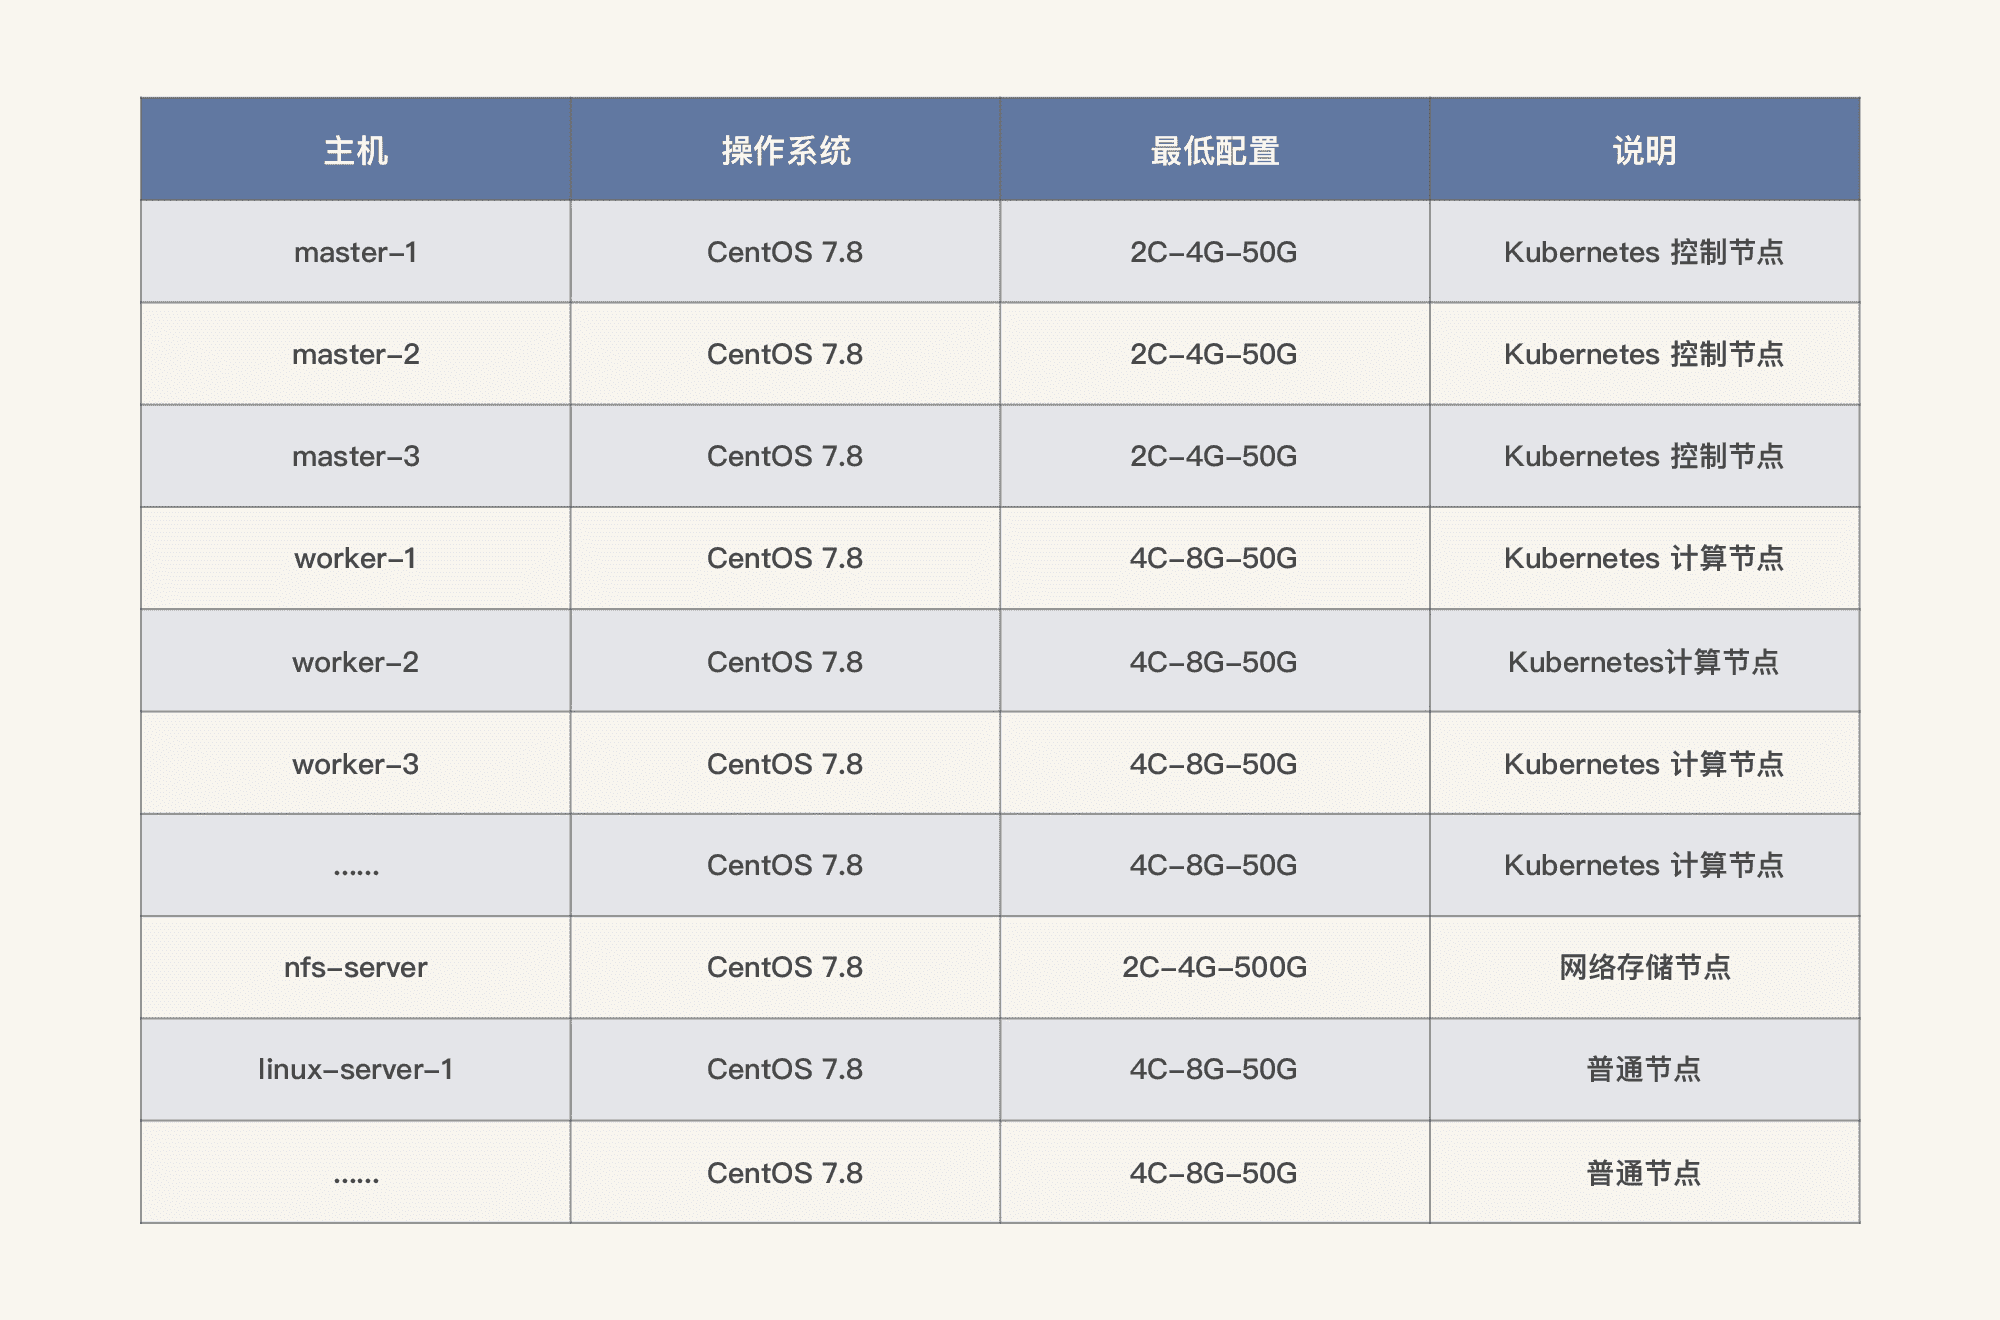 主机 操作系统 最低配置 说明
master-1 CentOS 7.8 2C-4G-50G Kubernetes 控制节点
master-2 CentOS 7.8 2C-4G-50G Kubernetes 控制节点
master-3 CentOS 7.8 2C-4G-50G Kubernetes 控制节点
worker-1 CentOS 7.8 4C-8G-50G Kubernetes 计算节点
worker-2 CentOS 7.8 4C-8G-50G Kubernetes计算节点
worker-3 CentOS 7.8 4C-8G-50G Kubernetes 计算节点
…… CentOS 7.8 4C-8G-50G Kubernetes 计算节点
nfs-server CentOS 7.8 2C-4G-500G 网络存储节点
linux-server-1 CentOS 7.8 4C-8G-50G 普通节点
…… CentOS 7.8 4C-8G-50G 普通节点